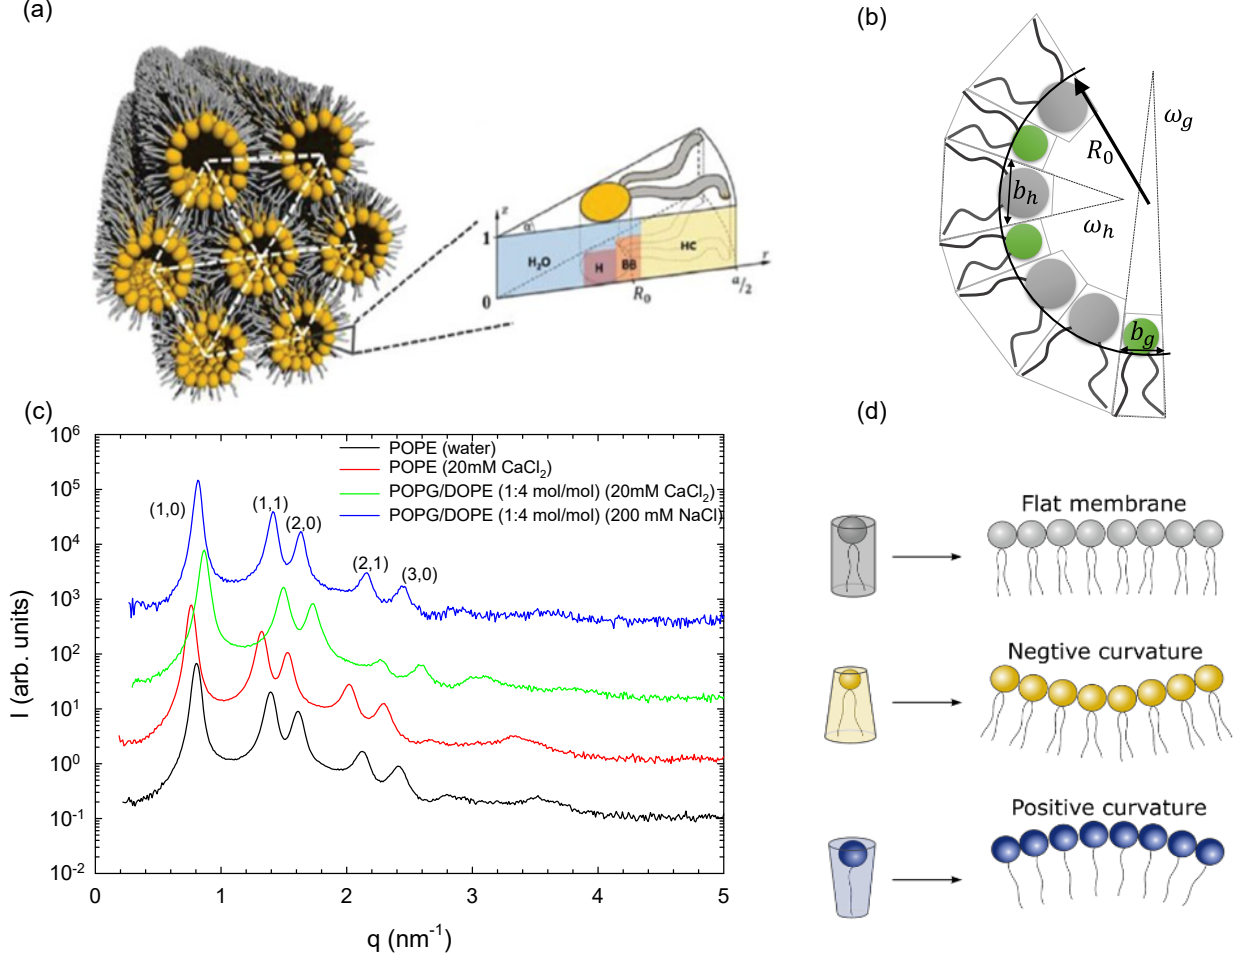 (a)
z
1
α
H₂O
H
BB
HC
r
0
R₀
a/2
(b)
ω_g
R₀
b_h
ω_h
b_g
(c)
I (arb. units)
10⁶
10⁵
10⁴
10³
10²
10¹
10⁰
10⁻¹
10⁻²
POPE (water)
POPE (20mM CaCl₂)
POPG/DOPE (1:4 mol/mol) (20mM CaCl₂)
POPG/DOPE (1:4 mol/mol) (200 mM NaCl)
(1,0)
(1,1)
(2,0)
(2,1)
(3,0)
0 1 2 3 4 5
q (nm⁻¹)
(d)
Flat membrane
Negtive curvature
Positive curvature